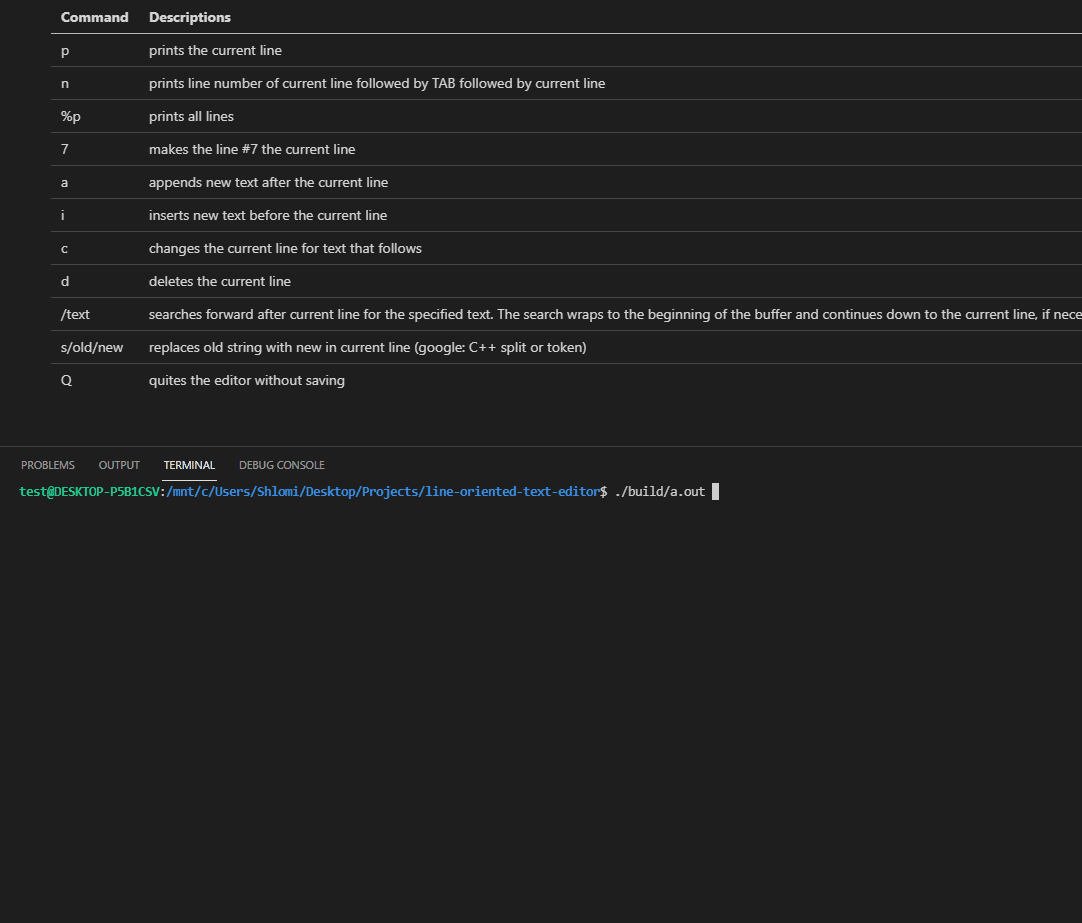 Command Descriptions
p prints the current line
n prints line number of current line followed by TAB followed by current line
%p prints all lines
7 makes the line #7 the current line
a appends new text after the current line
i inserts new text before the current line
c changes the current line for text that follows
d deletes the current line
/text searches forward after current line for the specified text. The search wraps to the beginning of the buffer and continues down to the current line, if nece
s/old/new replaces old string with new in current line (google: C++ split or token)
Q quites the editor without saving
PROBLEMS OUTPUT TERMINAL DEBUG CONSOLE
test@DESKTOP-P5B1CSV:/mnt/c/Users/Shlomi/Desktop/Projects/line-oriented-text-editor$ ./build/a.out